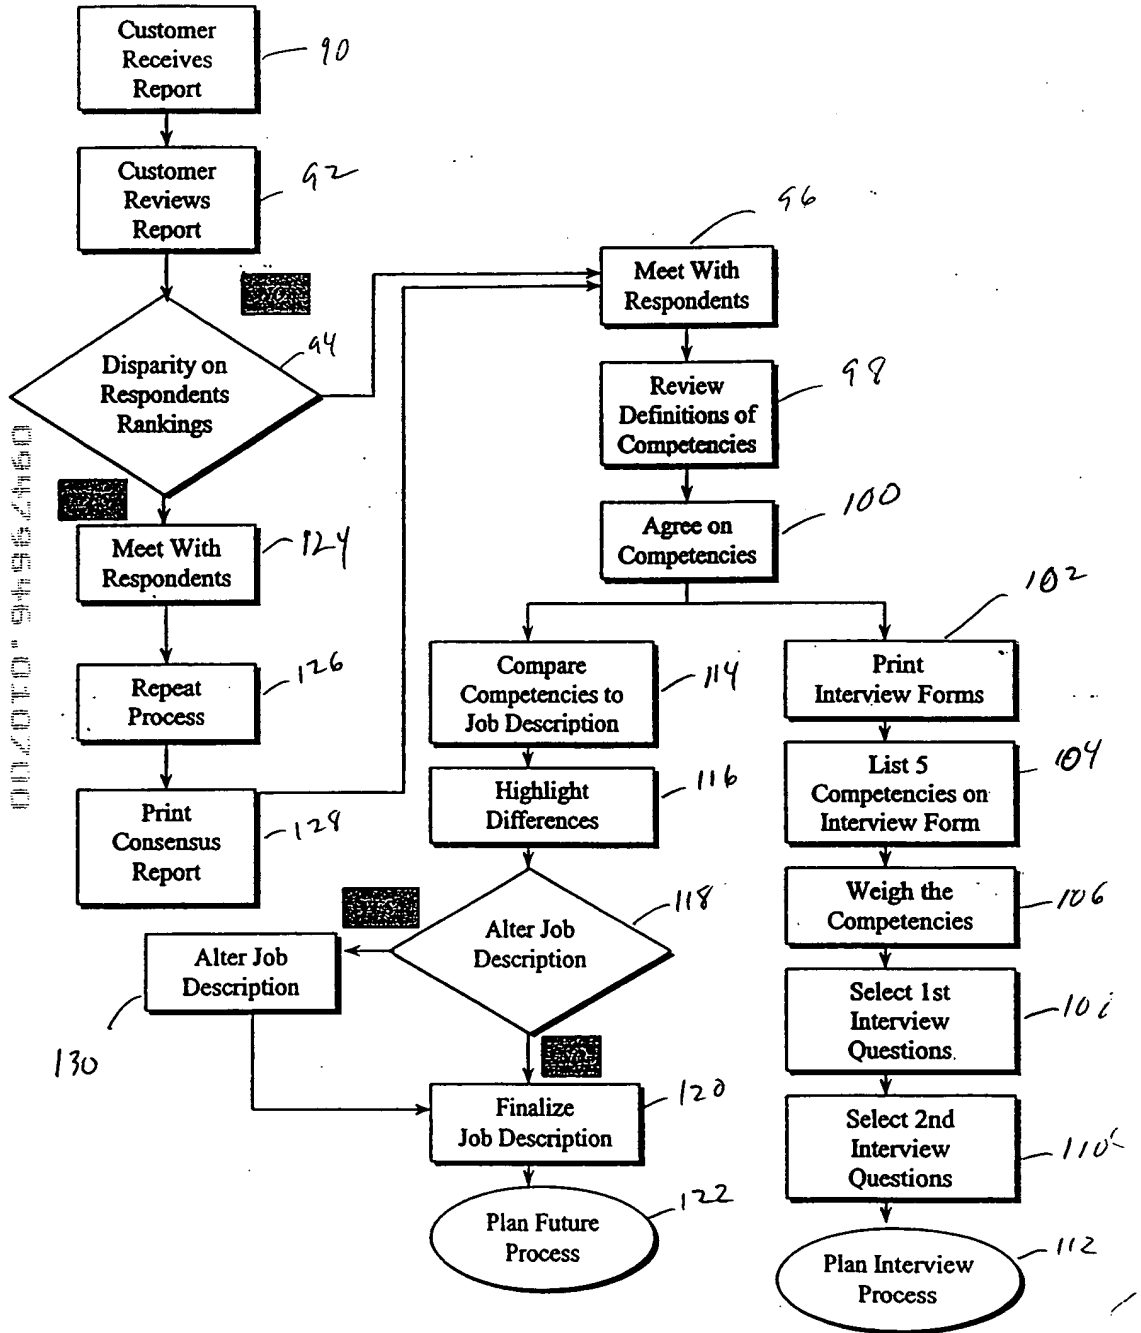 Customer
Receives
Report
90
Customer
Reviews
Report
92
Disparity on
Respondents
Rankings
94
Meet With
Respondents
124
Repeat
Process
126
Print
Consensus
Report
128
Meet With
Respondents
96
Review
Definitions of
Competencies
98
Agree on
Competencies
100
Compare
Competencies to
Job Description
114
Highlight
Differences
116
Alter Job
Description
118
Alter Job
Description
130
Finalize
Job Description
120
Plan Future
Process
122
Print
Interview Forms
102
List 5
Competencies on
Interview Form
104
Weigh the
Competencies
106
Select 1st
Interview
Questions
Select 2nd
Interview
Questions
110
Plan Interview
Process
112